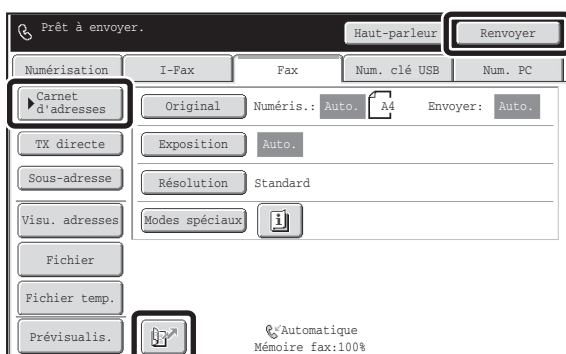 Prêt à envoyer.
Haut-parleur
Renvoyer
Numérisation
I-Fax
Fax
Num. clé USB
Num. PC
Carnet
d'adresses
Original
Numéris.: Auto. A4 Envoyer: Auto.
TX directe
Exposition
Auto.
Sous-adresse
Résolution
Standard
Visu. adresses
Modes spéciaux
Fichier
Fichier temp.
Prévisualis.
Automatique
Mémoire fax:100%